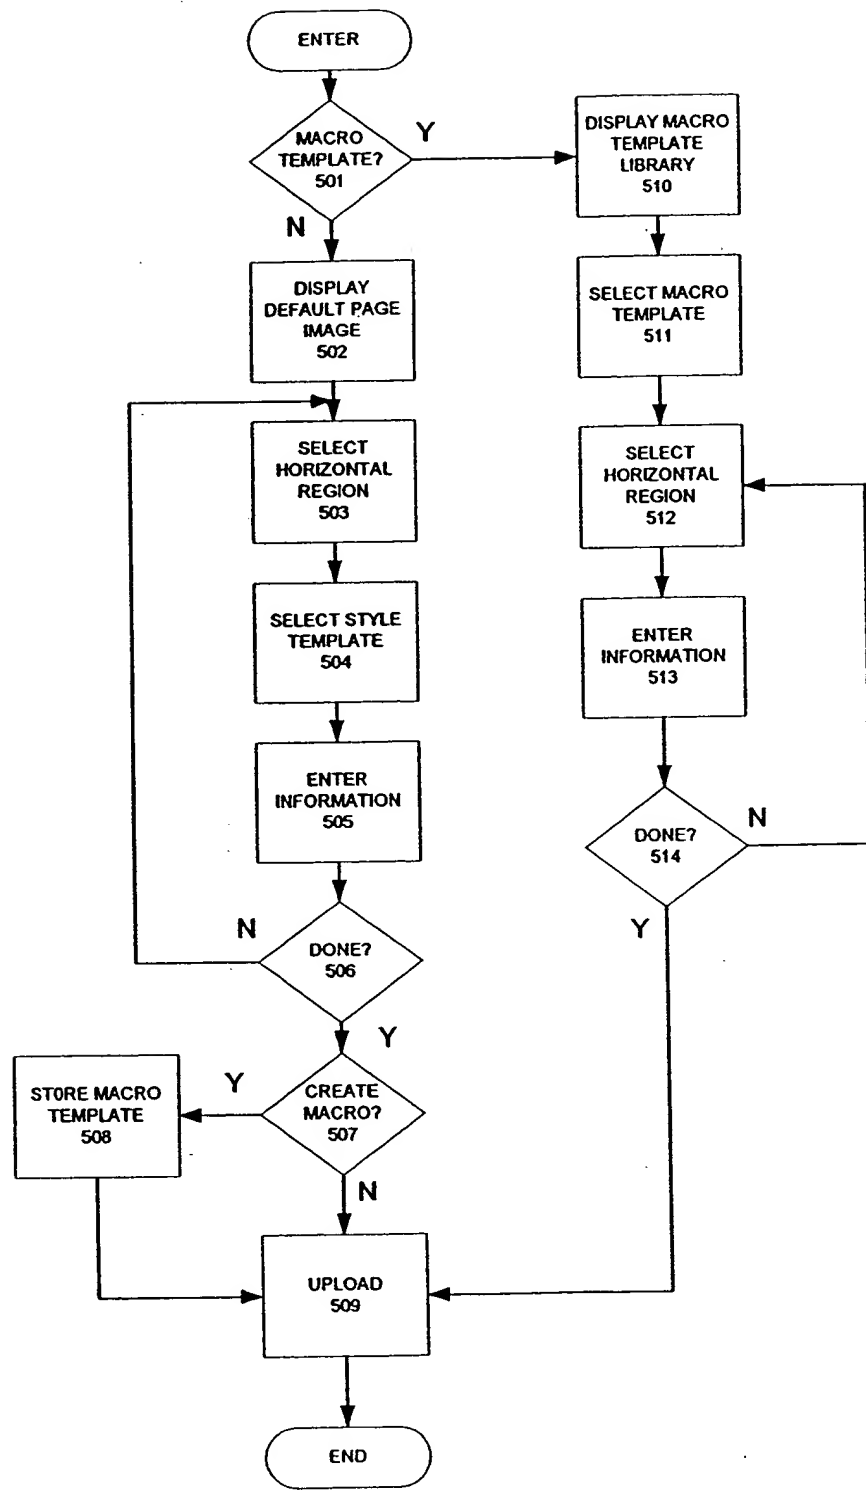 ENTER
MACRO
TEMPLATE?
501
Y
N
DISPLAY
DEFAULT PAGE
IMAGE
502
SELECT
HORIZONTAL
REGION
503
SELECT STYLE
TEMPLATE
504
ENTER
INFORMATION
505
DONE?
506
N
Y
CREATE
MACRO?
507
Y
N
STORE MACRO
TEMPLATE
508
UPLOAD
509
END
DISPLAY MACRO
TEMPLATE
LIBRARY
510
SELECT MACRO
TEMPLATE
511
SELECT
HORIZONTAL
REGION
512
ENTER
INFORMATION
513
DONE?
514
N
Y